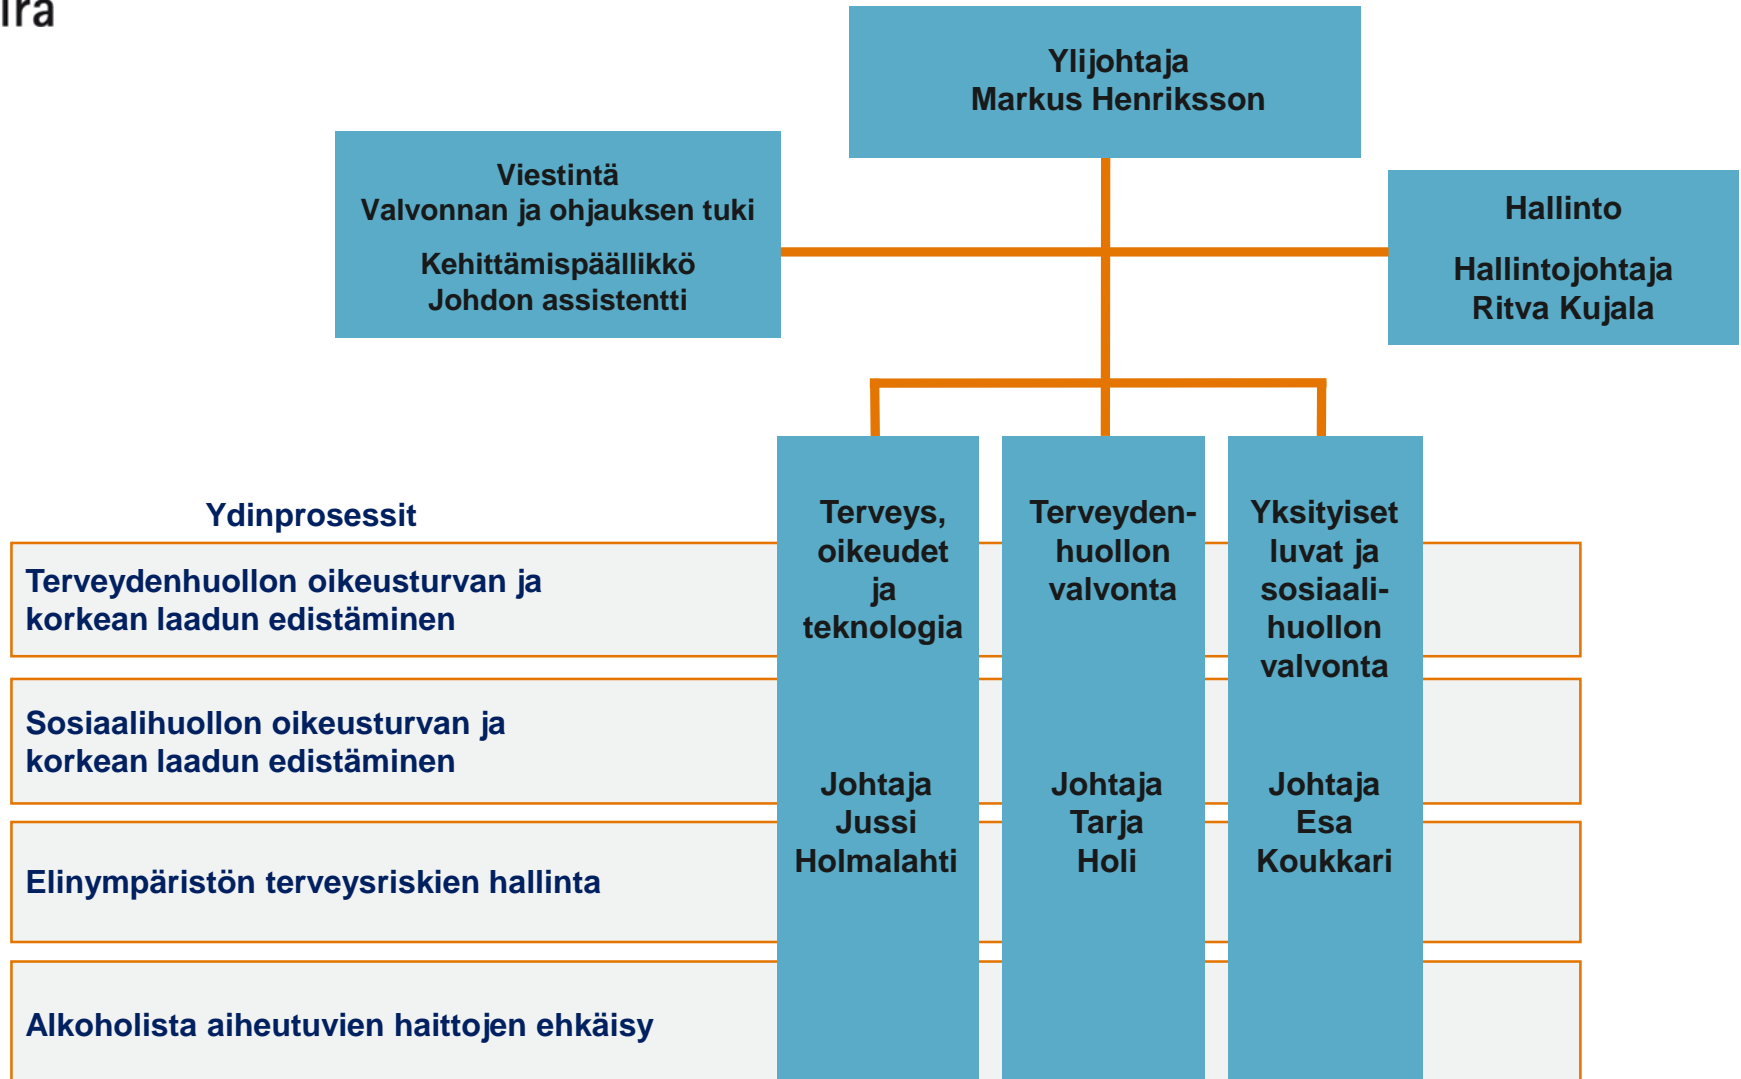 ira
Ylijohtaja
Markus Henriksson
Viestintä
Valvonnan ja ohjauksen tuki
Kehittämispäällikkö
Johdon assistentti
Hallinto
Hallintojohtaja
Ritva Kujala
Ydinprosessit
Terveydenhuollon oikeusturvan ja
korkean laadun edistäminen
Sosiaalihuollon oikeusturvan ja
korkean laadun edistäminen
Elinympäristön terveysriskien hallinta
Alkoholista aiheutuvien haittojen ehkäisy
Terveys,
oikeudet
ja
teknologia
Johtaja
Jussi
Holmalahti
Terveyden-
huollon
valvonta
Johtaja
Tarja
Holi
Yksityiset
luvat ja
sosiaali-
huollon
valvonta
Johtaja
Esa
Koukkari